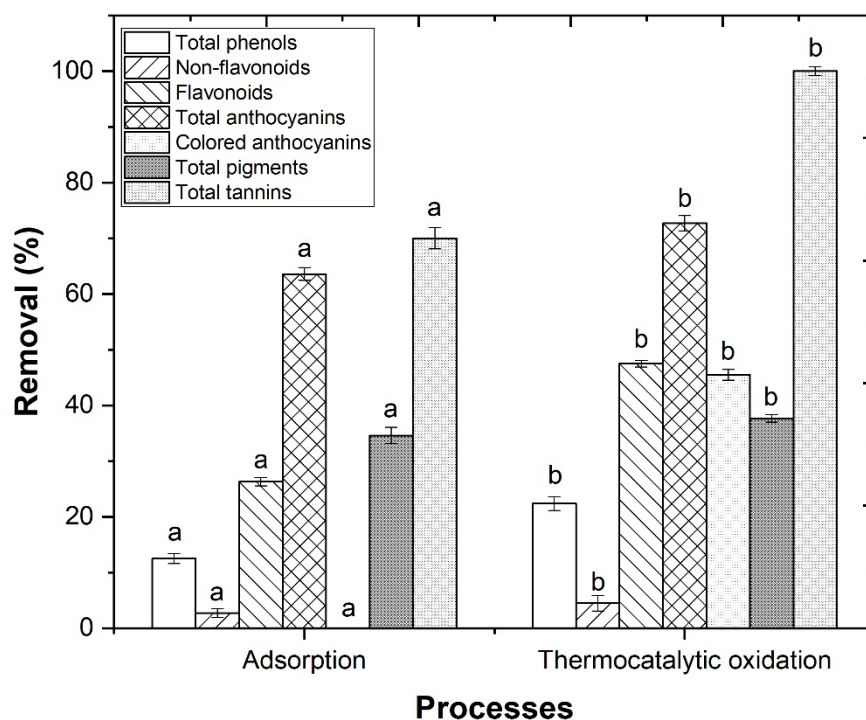 Total phenols
Non-flavonoids
Flavonoids
Total anthocyanins
Colored anthocyanins
Total pigments
Total tannins
100
80
60
40
20
0
Removal (%)
a
a
a
a
a
a
a
b
b
b
b
b
b
b
Adsorption
Thermocatalytic oxidation
Processes